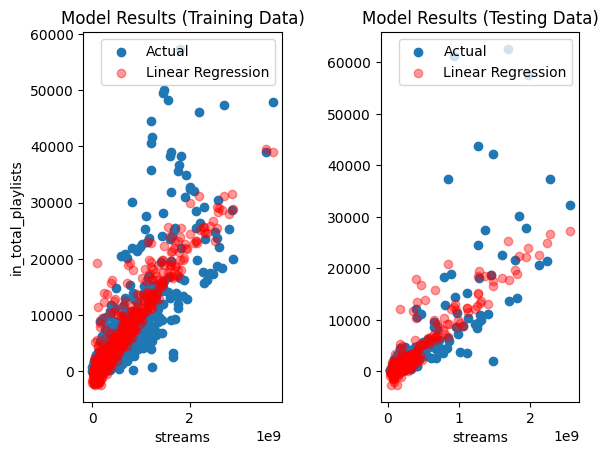 Model Results (Training Data)
Actual
Linear Regression
60000
50000
40000
30000
20000
10000
0
in_total_playlists
0
2
1e9
streams
Model Results (Testing Data)
Actual
Linear Regression
60000
50000
40000
30000
20000
10000
0
0
1
2
1e9
streams